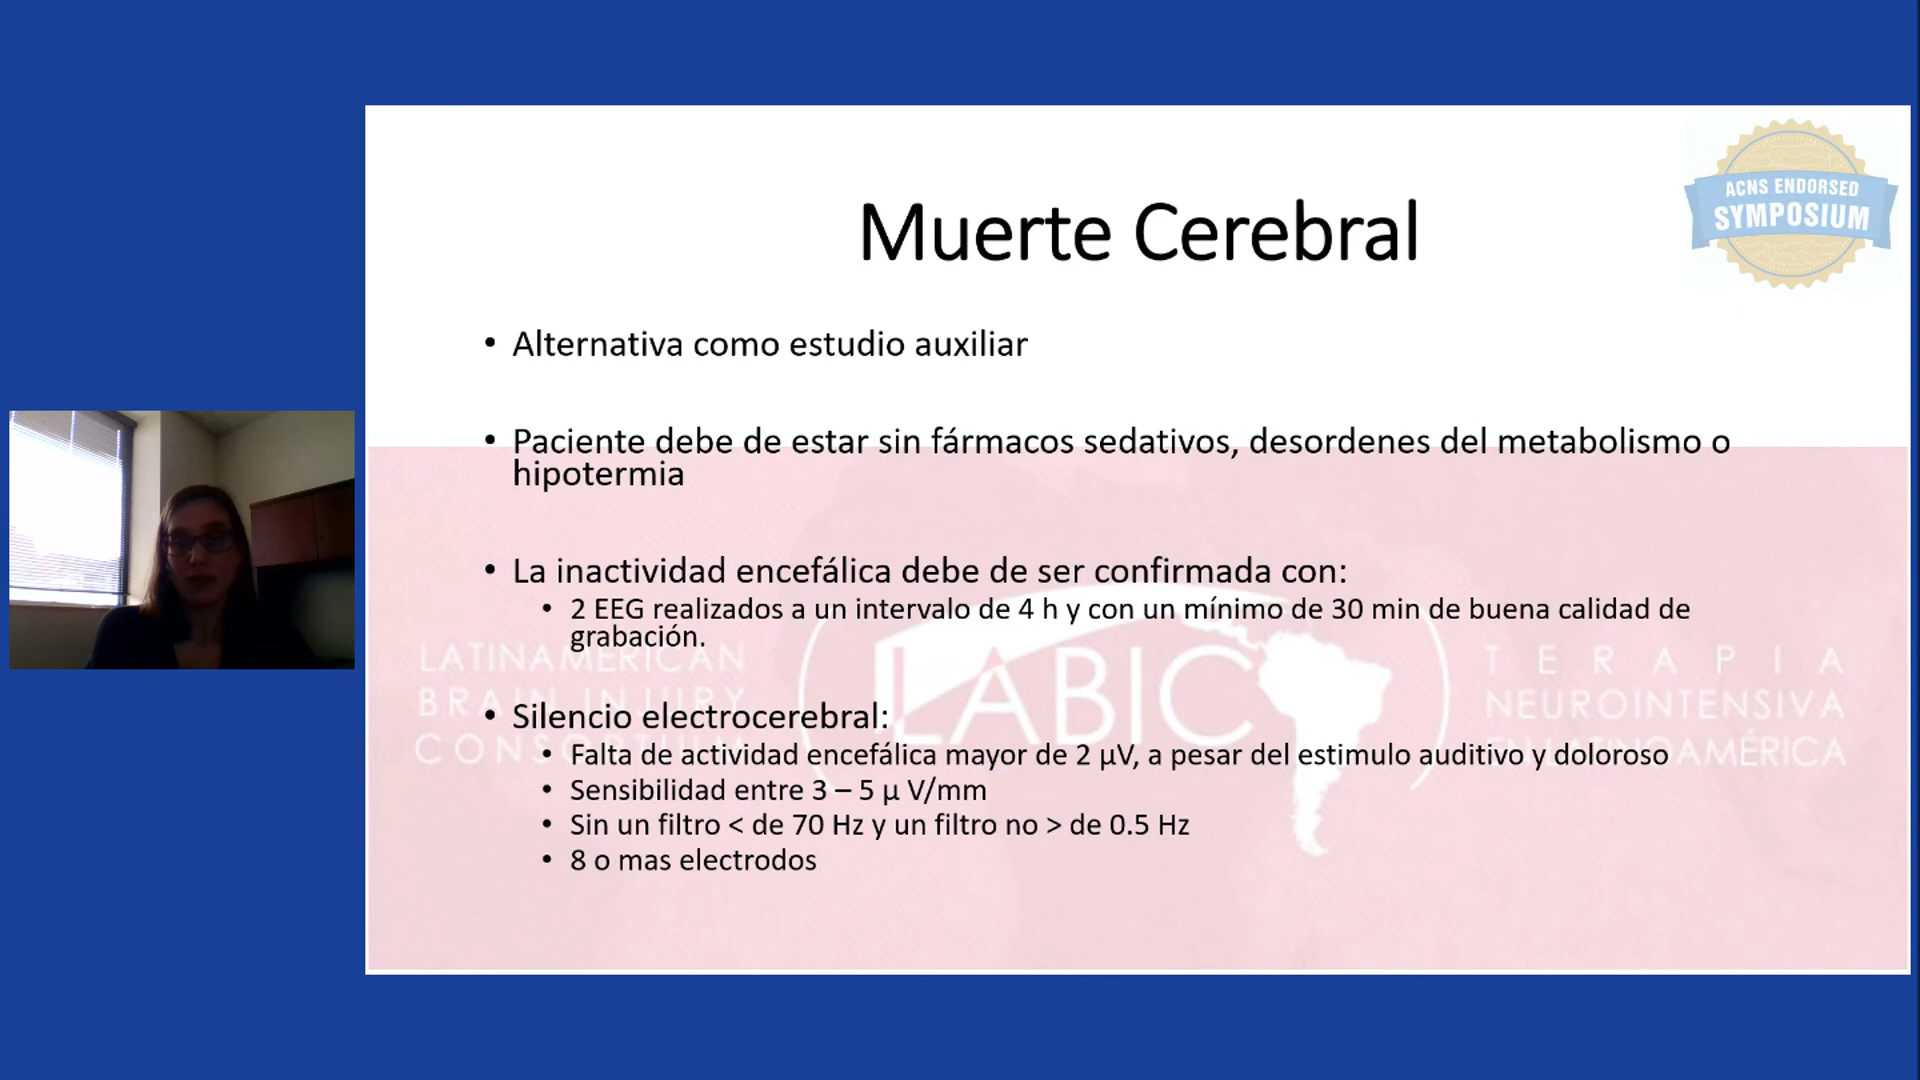 ACNS ENDORSED
SYMPOSIUM
Muerte Cerebral
• Alternativa como estudio auxiliar
• Paciente debe de estar sin fármacos sedativos, desordenes del metabolismo o
hipotermia
• La inactividad encefálica debe de ser confirmada con:
• 2 EEG realizados a un intervalo de 4 h y con un mínimo de 30 min de buena calidad de
grabación.
• Silencio electrocerebral:
• Falta de actividad encefálica mayor de 2 µV, a pesar del estimulo auditivo y doloroso
• Sensibilidad entre 3 – 5 µ V/mm
• Sin un filtro < de 70 Hz y un filtro no > de 0.5 Hz
• 8 o mas electrodos
LATINAMERICAN
BRAIN INJURY
CONSORTIUM
LABIC
TERAPIA
NEUROINTENSIVA
EN LATINOAMÉRICA